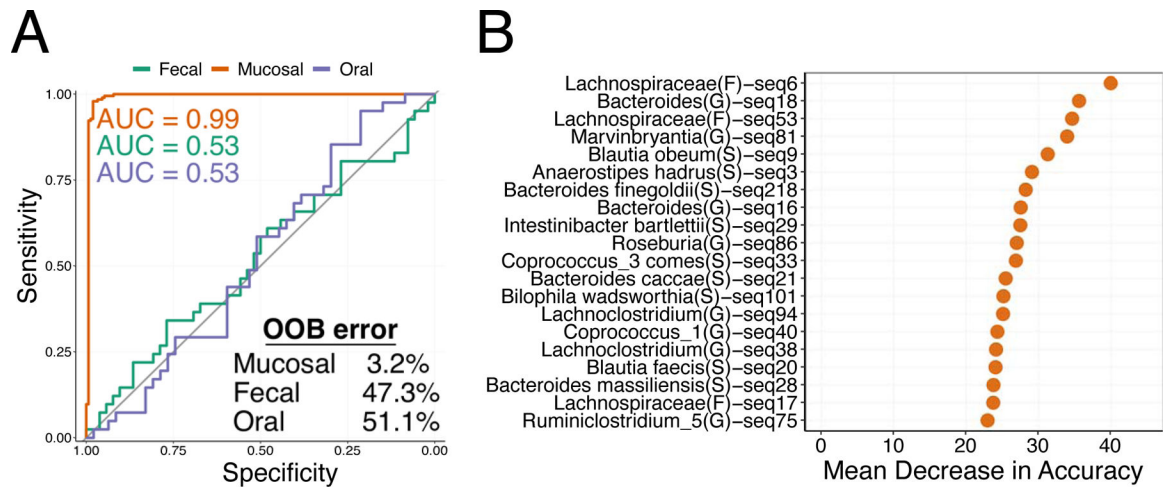 A
Fecal Mucosal Oral
1.00
0.75
0.50
0.25
0.00
Sensitivity
AUC = 0.99
AUC = 0.53
AUC = 0.53
OOB error
Mucosal 3.2%
Fecal 47.3%
Oral 51.1%
1.00 0.75 0.50 0.25 0.00
Specificity
B
Lachnospiraceae(F)−seq6
Bacteroides(G)−seq18
Lachnospiraceae(F)−seq53
Marvinbryantia(G)−seq81
Blautia obeum(S)−seq9
Anaerostipes hadrus(S)−seq3
Bacteroides finegoldii(S)−seq218
Bacteroides(G)−seq16
Intestinibacter bartlettii(S)−seq29
Roseburia(G)−seq86
Coprococcus_3 comes(S)−seq33
Bacteroides caccae(S)−seq21
Bilophila wadsworthia(S)−seq101
Lachnoclostridium(G)−seq94
Coprococcus_1(G)−seq40
Lachnoclostridium(G)−seq38
Blautia faecis(S)−seq20
Bacteroides massiliensis(S)−seq28
Lachnospiraceae(F)−seq17
Ruminiclostridium_5(G)−seq75
0 10 20 30 40
Mean Decrease in Accuracy